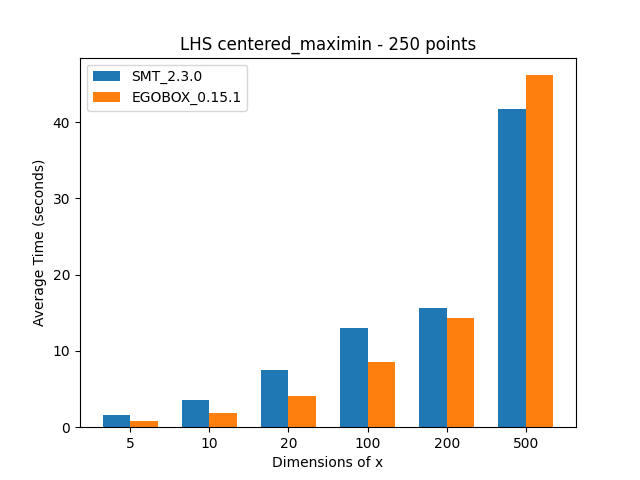 LHS centered_maximin - 250 points
SMT_2.3.0
EGOBOX_0.15.1
Average Time (seconds)
40
30
20
10
0
5 10 20 100 200 500
Dimensions of x